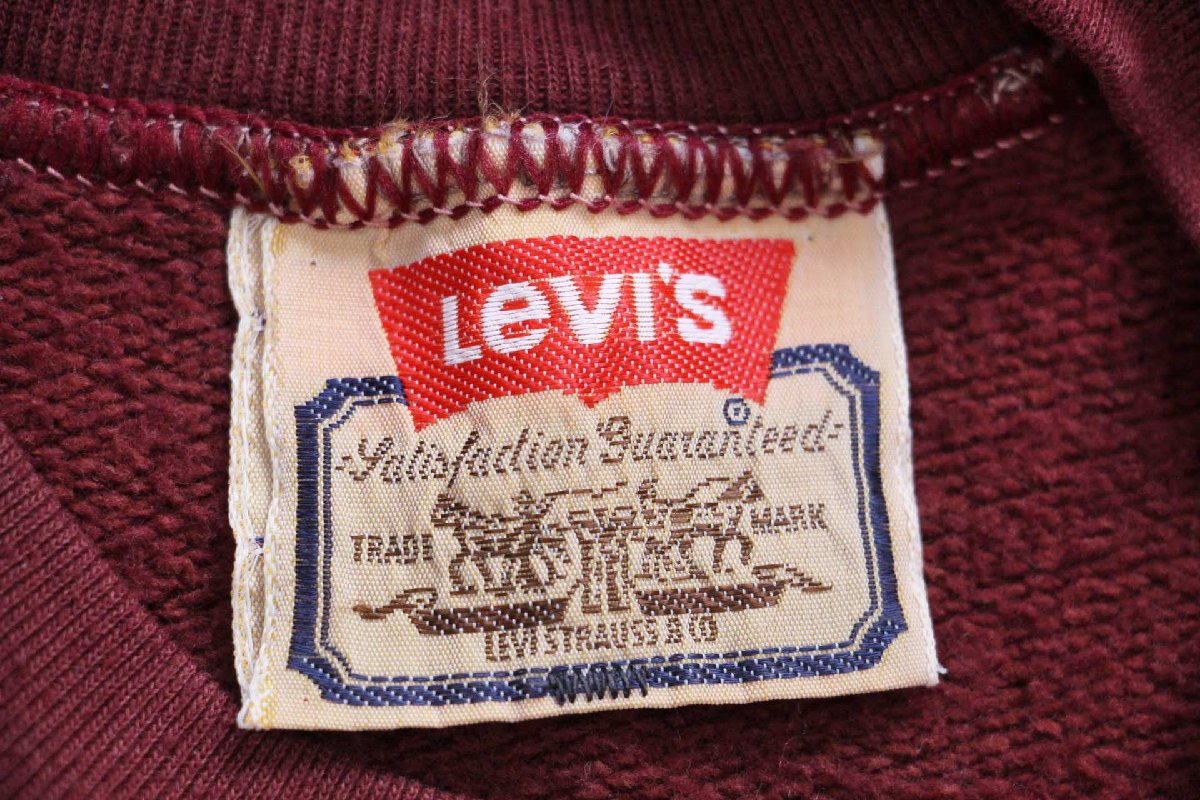 Levi's
-Satisfaction Guaranteed-
TRADE MARK
LEVI STRAUSS & CO